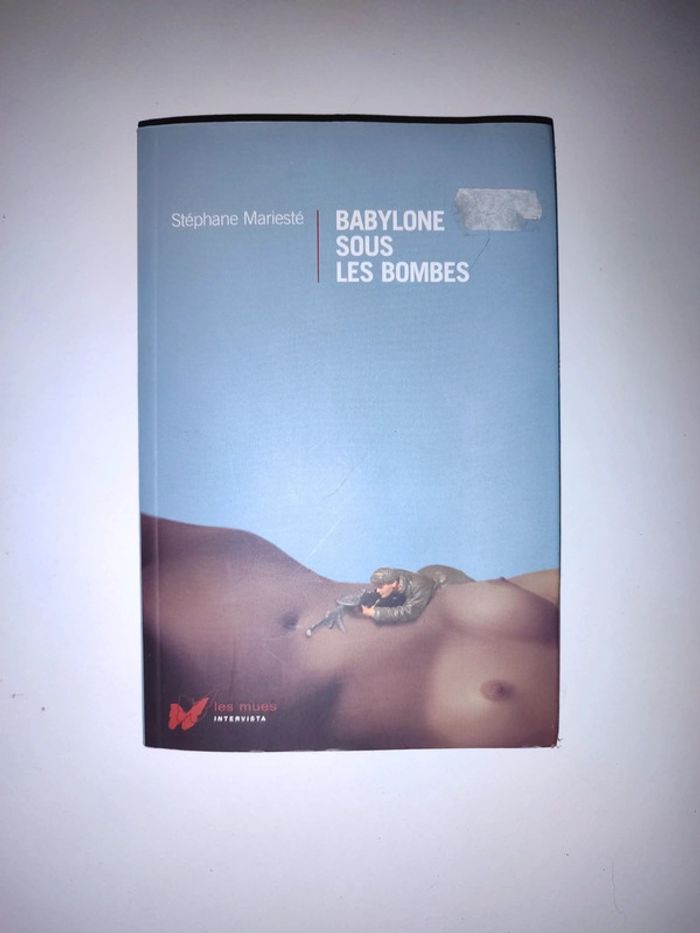 Stéphane Mariesté
BABYLONE
SOUS
LES BOMBES
les mues
INTERVISTA